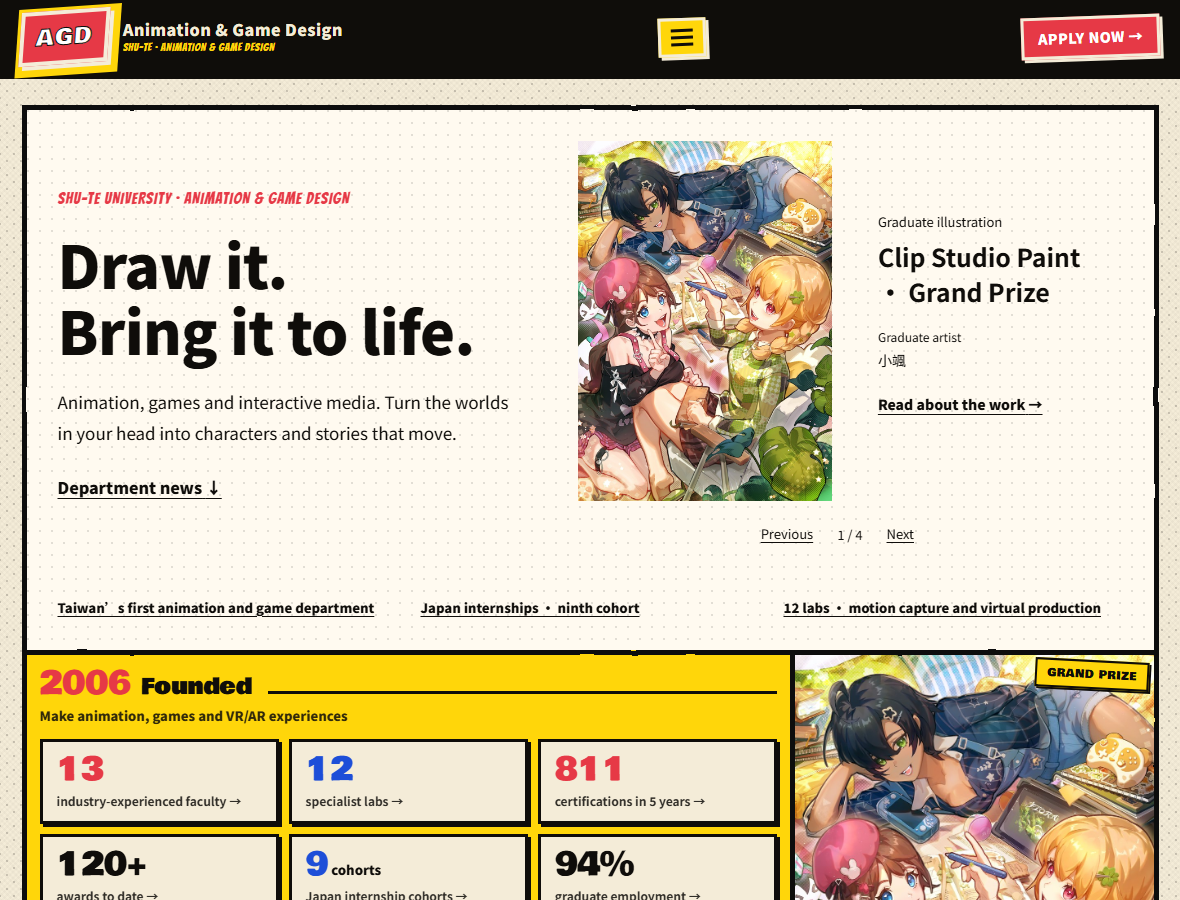 AGD
Animation & Game Design
SHU-TE · ANIMATION & GAME DESIGN
APPLY NOW →
SHU-TE UNIVERSITY · ANIMATION & GAME DESIGN
Draw it.
Bring it to life.
Animation, games and interactive media. Turn the worlds
in your head into characters and stories that move.
Department news ↓
Graduate illustration
Clip Studio Paint
・ Grand Prize
Graduate artist
小颯
Read about the work →
Previous
1 / 4
Next
Taiwan’s first animation and game department
Japan internships・ninth cohort
12 labs・motion capture and virtual production
2006 Founded
Make animation, games and VR/AR experiences
13
industry-experienced faculty →
12
specialist labs →
811
certifications in 5 years →
120+
awards to date →
9 cohorts
Japan internship cohorts →
94%
graduate employment →
GRAND PRIZE